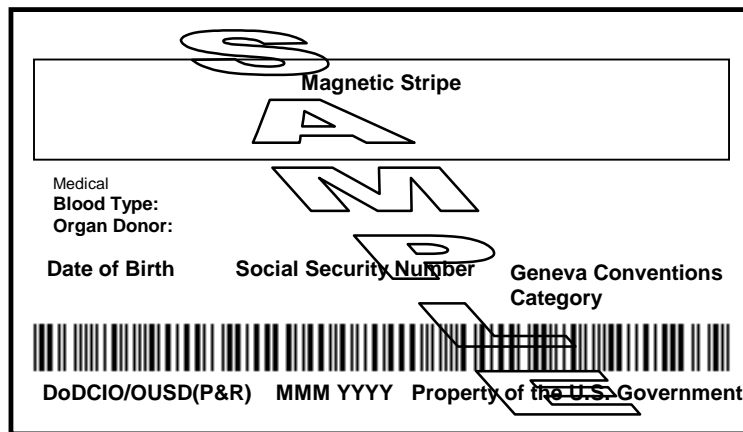 SAMPLE
Magnetic Stripe
Medical
Blood Type:
Organ Donor:
Date of Birth Social Security Number Geneva Conventions
Category
DoDCIO/OUSD(P&R) MMM YYYY Property of the U.S. Government